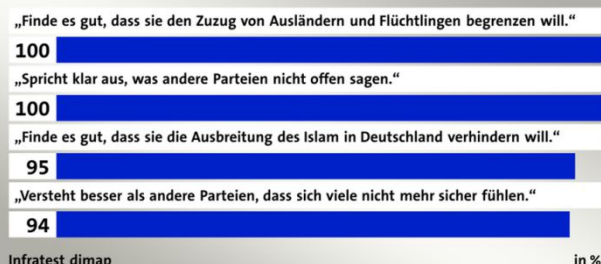 „Finde es gut, dass sie den Zuzug von Ausländern und Flüchtlingen begrenzen will.“
100
„Spricht klar aus, was andere Parteien nicht offen sagen.“
100
„Finde es gut, dass sie die Ausbreitung des Islam in Deutschland verhindern will.“
95
„Versteht besser als andere Parteien, dass sich viele nicht mehr sicher fühlen.“
94
Infratest dimap in %